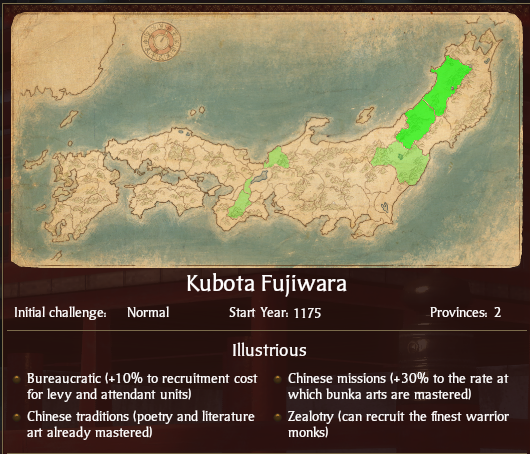 Kubota Fujiwara
Initial challenge: Normal Start Year: 1175 Provinces: 2
Illustrious
Bureaucratic (+10% to recruitment cost
for levy and attendant units)
Chinese traditions (poetry and literature
art already mastered)
Chinese missions (+30% to the rate at
which bunka arts are mastered)
Zealotry (can recruit the finest warrior
monks)